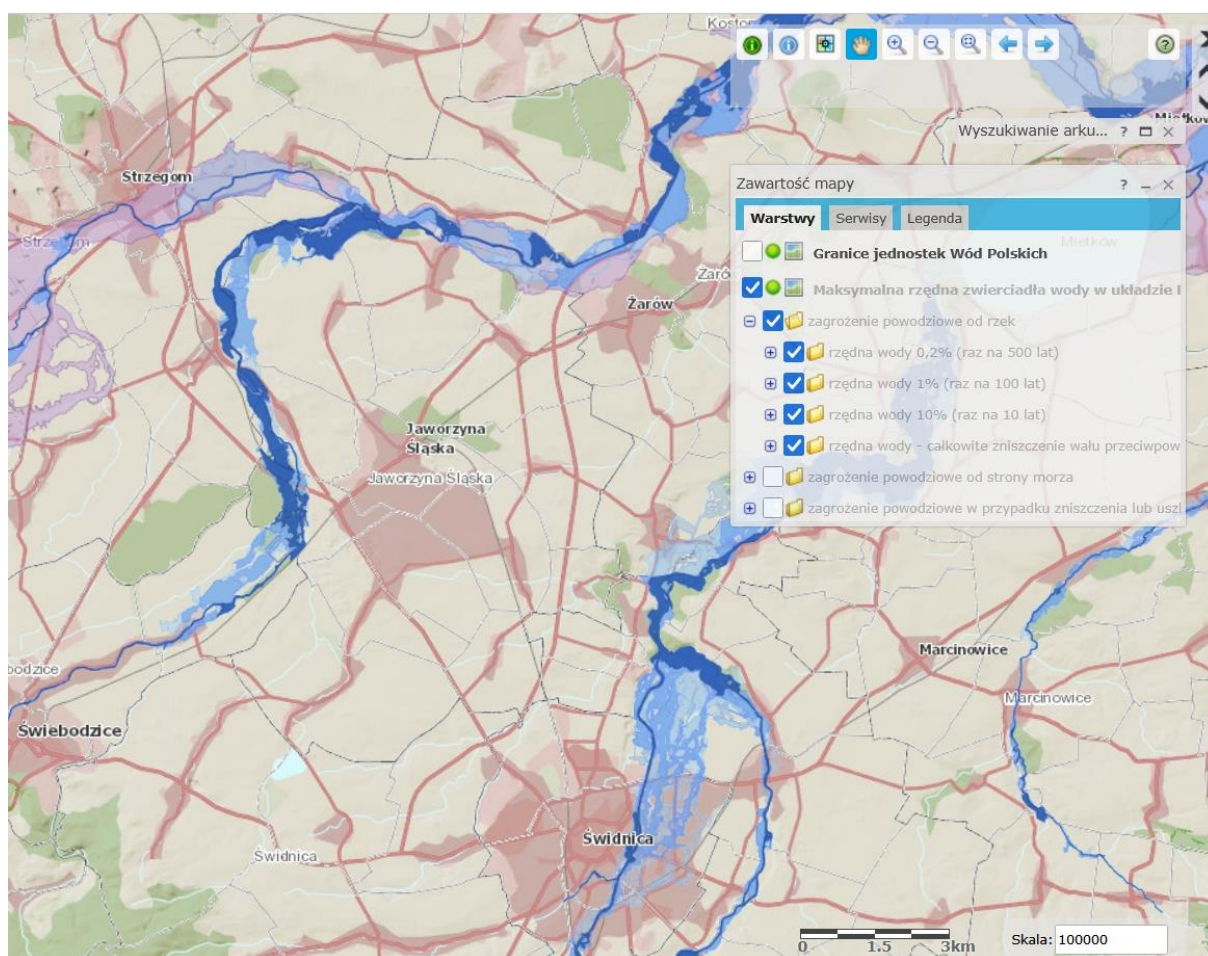 Wyszukiwanie arku... ?
Strzegom
Zawartość mapy ?
Warstwy Serwisy Legenda
Strzegom
Mietków
Granice jednostek Wód Polskich
Maksymalna rzędna zwierciadła wody w układzie
Żarów
zagrożenie powodziowe od rzek
rzędna wody 0,2% (raz na 500 lat)
rzędna wody 1% (raz na 100 lat)
rzędna wody 10% (raz na 10 lat)
Jaworzyna
Śląska
rzędna wody - całkowite zniszczenie wału przeciwpow
Jaworzyna Śląska
zagrożenie powodziowe od strony morza
zagrożenie powodziowe w przypadku zniszczenia lub uszl
Marcinowice
bodzice
Marcinowice
Świebodzice
Świdnica
Świdnica
Skala: 100000
0 1.5 3km